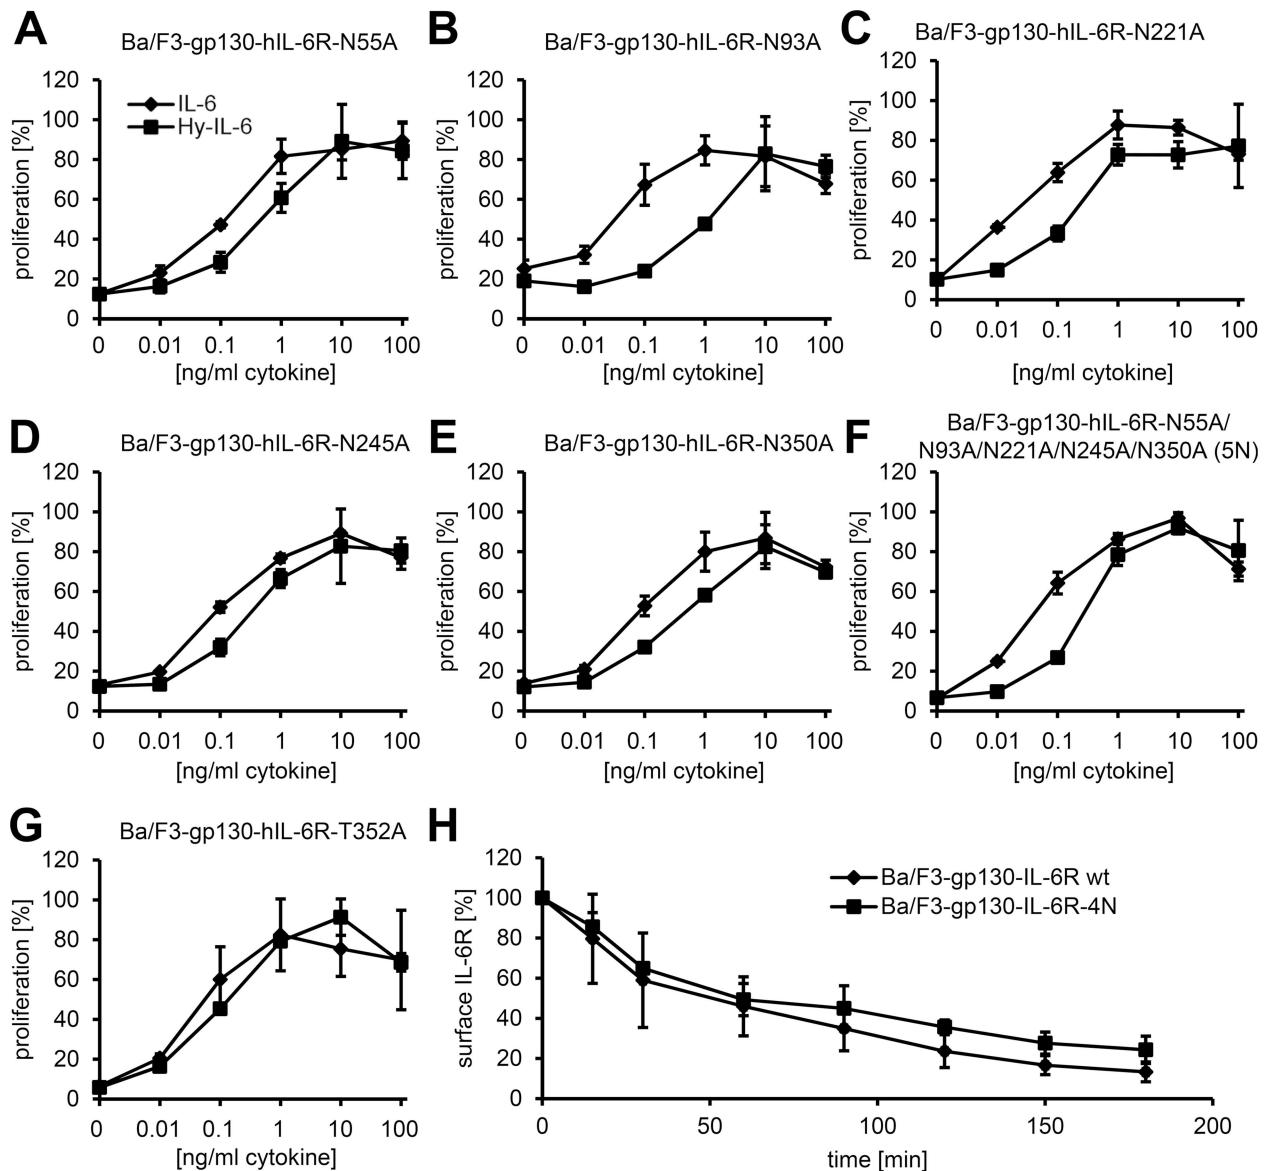 A
Ba/F3-gp130-hIL-6R-N55A
proliferation [%]
120
100
80
60
40
20
0
IL-6
Hy-IL-6
0 0.01 0.1 1 10 100
[ng/ml cytokine]
B
Ba/F3-gp130-hIL-6R-N93A
proliferation [%]
120
100
80
60
40
20
0
0 0.01 0.1 1 10 100
[ng/ml cytokine]
C
Ba/F3-gp130-hIL-6R-N221A
proliferation [%]
120
100
80
60
40
20
0
0 0.01 0.1 1 10 100
[ng/ml cytokine]
D
Ba/F3-gp130-hIL-6R-N245A
proliferation [%]
120
100
80
60
40
20
0
0 0.01 0.1 1 10 100
[ng/ml cytokine]
E
Ba/F3-gp130-hIL-6R-N350A
proliferation [%]
120
100
80
60
40
20
0
0 0.01 0.1 1 10 100
[ng/ml cytokine]
F
Ba/F3-gp130-hIL-6R-N55A/
N93A/N221A/N245A/N350A (5N)
proliferation [%]
120
100
80
60
40
20
0
0 0.01 0.1 1 10 100
[ng/ml cytokine]
G
Ba/F3-gp130-hIL-6R-T352A
proliferation [%]
120
100
80
60
40
20
0
0 0.01 0.1 1 10 100
[ng/ml cytokine]
H
surface IL-6R [%]
120
100
80
60
40
20
0
Ba/F3-gp130-IL-6R wt
Ba/F3-gp130-IL-6R-4N
0 50 100 150 200
time [min]